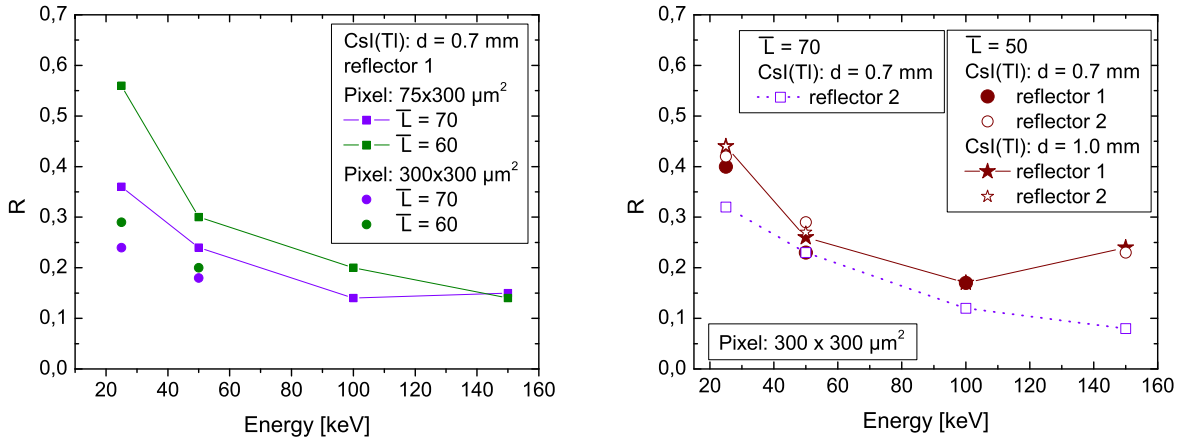 0,7
0,6
0,5
0,4
0,3
0,2
0,1
0,0
R
0 20 40 60 80 100 120 140 160
Energy [keV]
CsI(Tl): d = 0.7 mm
reflector 1
Pixel: 75x300 µm²
L̅ = 70
L̅ = 60
Pixel: 300x300 µm²
L̅ = 70
L̅ = 60
0,7
0,6
0,5
0,4
0,3
0,2
0,1
0,0
R
20 40 60 80 100 120 140 160
Energy [keV]
L̅ = 70
CsI(Tl): d = 0.7 mm
reflector 2
L̅ = 50
CsI(Tl): d = 0.7 mm
reflector 1
reflector 2
CsI(Tl): d = 1.0 mm
reflector 1
reflector 2
Pixel: 300 x 300 µm²